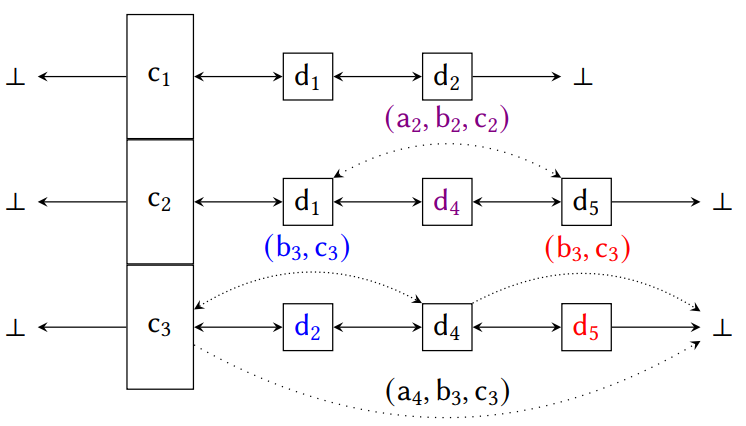 ⊥ c₁ d₁ d₂ ⊥
(a₂, b₂, c₂)
⊥ c₂ d₁ d₄ d₅ ⊥
(b₃, c₃) (b₃, c₃)
⊥ c₃ d₂ d₄ d₅ ⊥
(a₄, b₃, c₃)